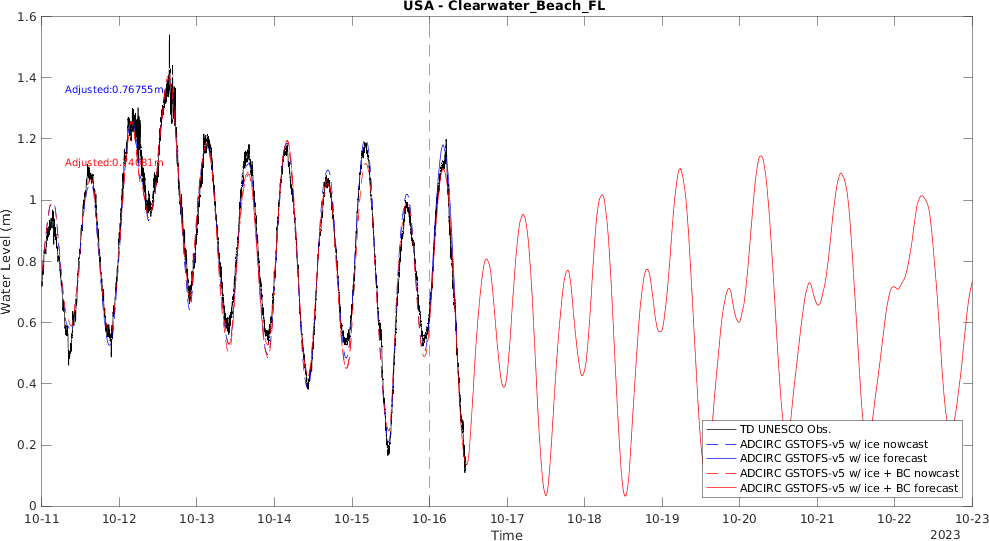 USA - Clearwater_Beach_FL
1.6
1.4
1.2
1
0.8
0.6
0.4
0.2
0
Water Level (m)
Adjusted:0.76755m
TD UNESCO Obs.
ADCIRC GSTOFS-v5 w/ ice nowcast
ADCIRC GSTOFS-v5 w/ ice forecast
ADCIRC GSTOFS-v5 w/ ice + BC nowcast
ADCIRC GSTOFS-v5 w/ ice + BC forecast
10-11 10-12 10-13 10-14 10-15 10-16 10-17 10-18 10-19 10-20 10-21 10-22 10-23
Time
2023